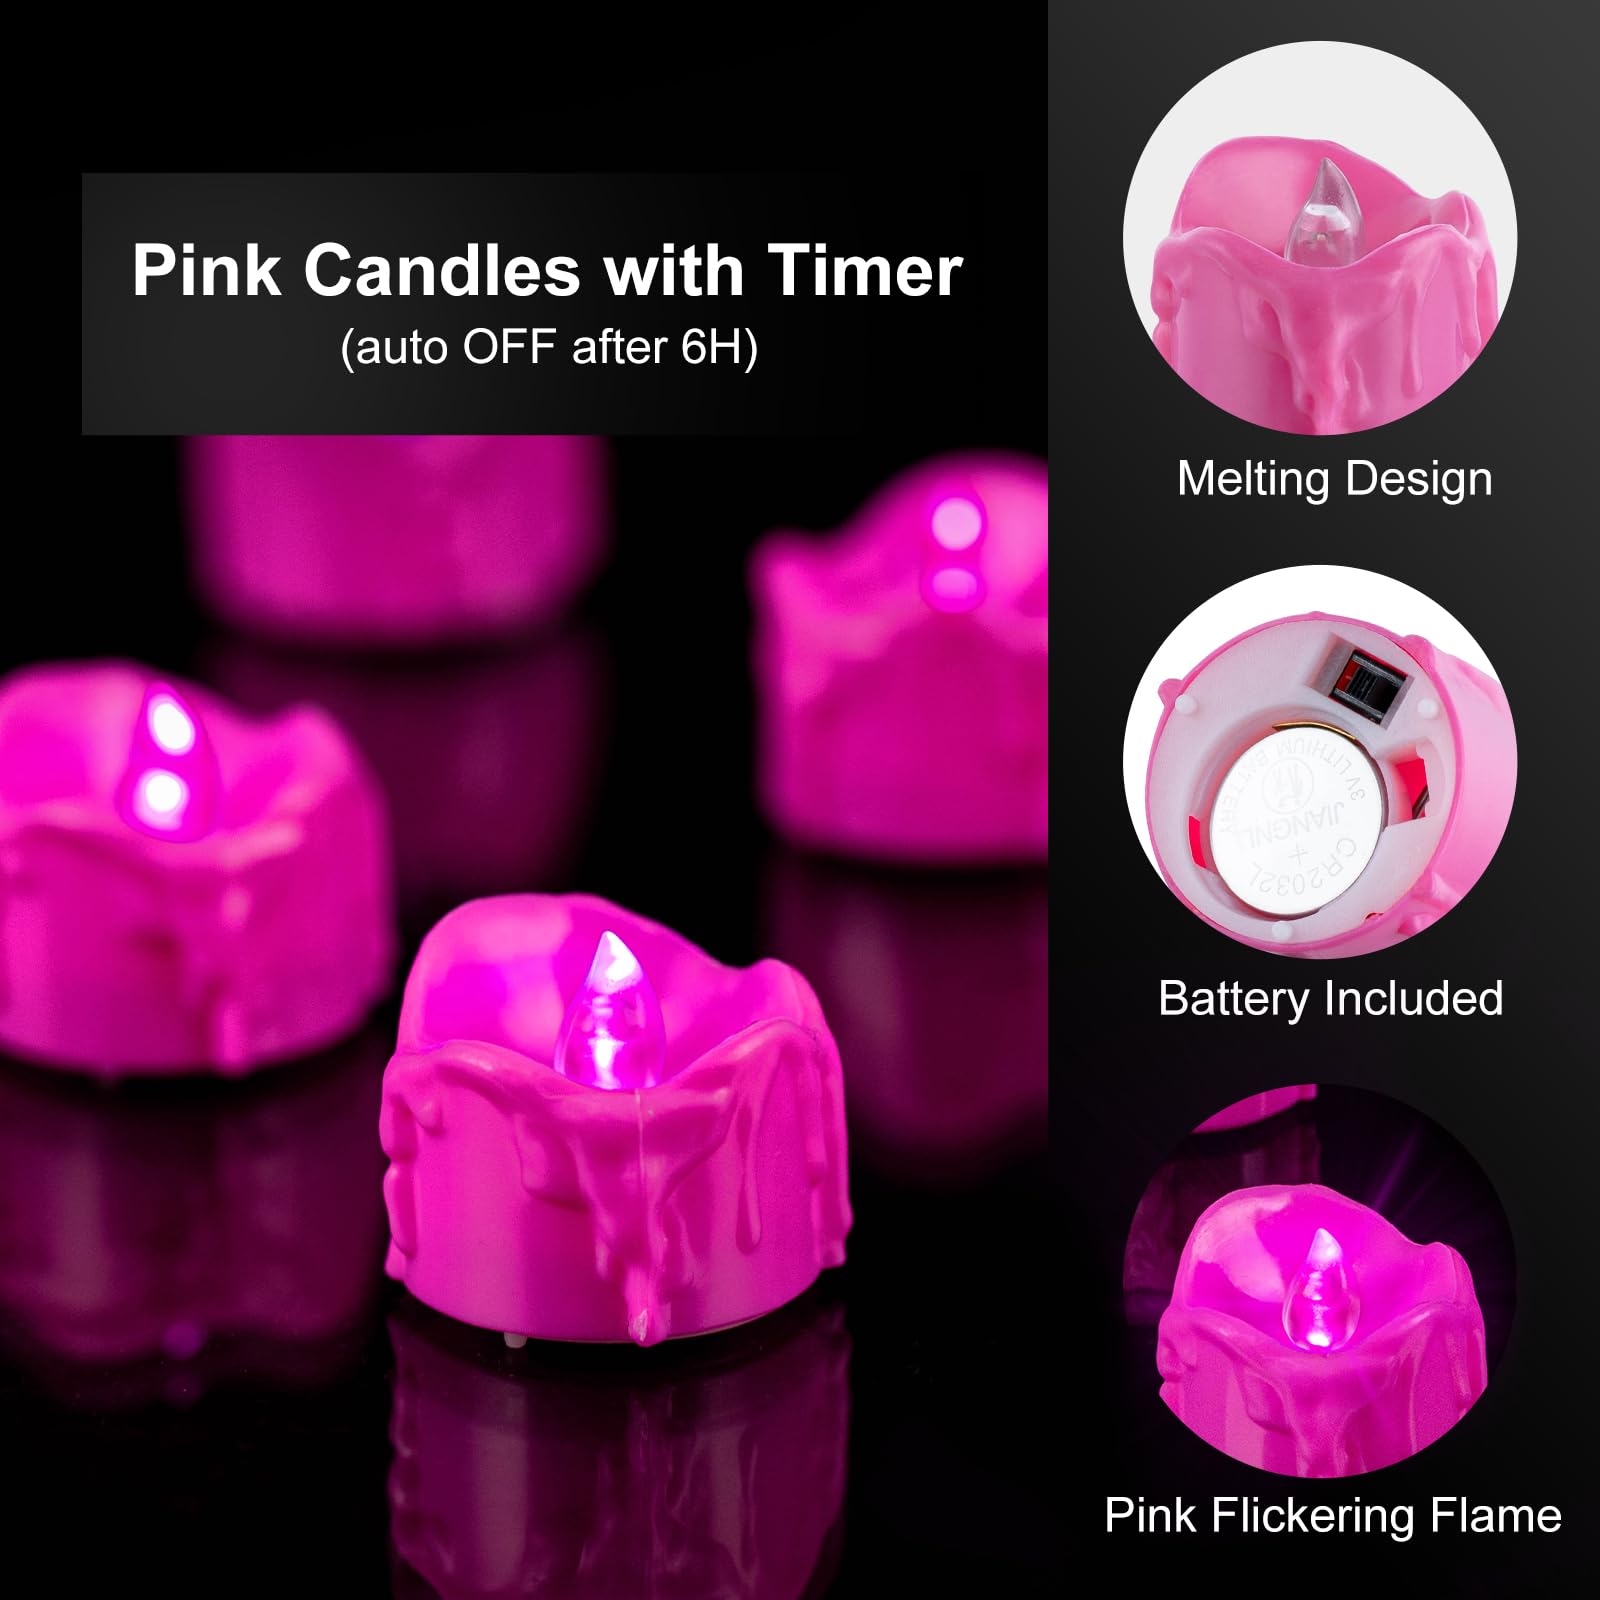 Pink Candles with Timer
(auto OFF after 6H)
Melting Design
3V LITHIUM BATTERY
JIANGNLI
+
CR2032L
Battery Included
Pink Flickering Flame